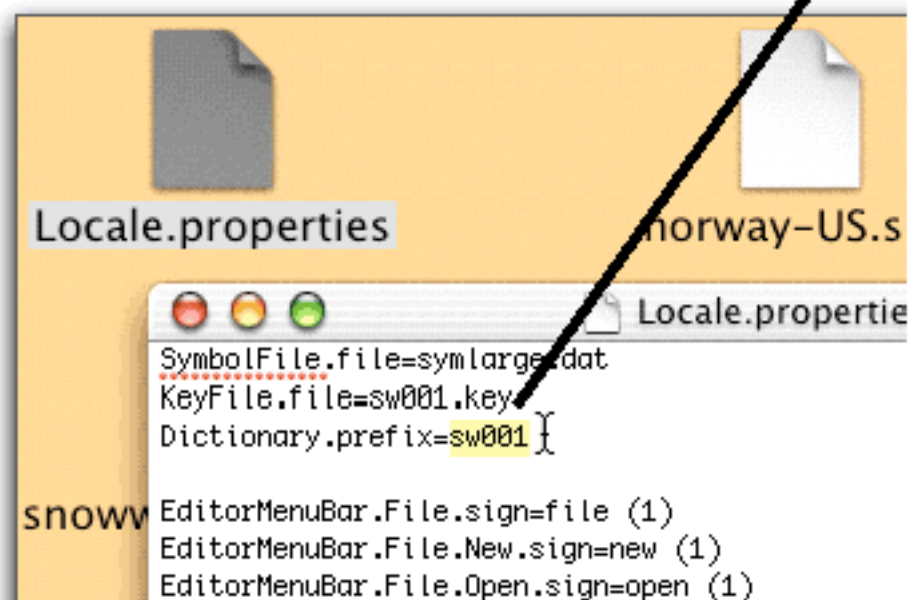 Locale.properties
norway-US.s
Locale.propertie
SymbolFile.file=symlarge.dat
KeyFile.file=sw001.key
Dictionary.prefix=sw001
snoww
EditorMenuBar.File.sign=file (1)
EditorMenuBar.File.New.sign=new (1)
EditorMenuBar.File.Open.sign=open (1)